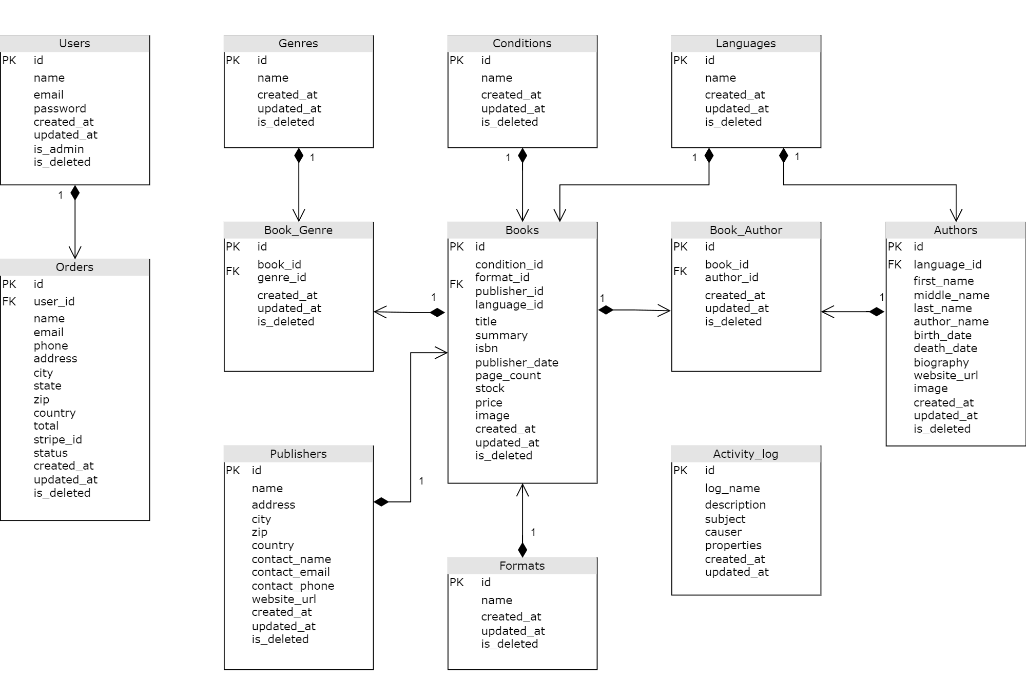 Users
PK id
name
email
password
created_at
updated_at
is_admin
is_deleted
1
Genres
PK id
name
created_at
updated_at
is_deleted
1
Conditions
PK id
name
created_at
updated_at
is_deleted
1
Languages
PK id
name
created_at
updated_at
is_deleted
1
1
Orders
PK id
FK user_id
name
email
phone
address
city
state
zip
country
total
stripe_id
status
created_at
updated_at
is_deleted
Book_Genre
PK id
book_id
FK
genre_id
created_at
updated_at
is_deleted
1
Books
PK id
condition_id
format_id
FK
publisher_id
language_id
title
summary
isbn
publisher_date
page_count
stock
price
image
created_at
updated_at
is_deleted
1
Book_Author
PK id
book_id
FK
author_id
created_at
updated_at
is_deleted
1
Authors
PK id
FK language_id
first_name
middle_name
last_name
author_name
birth_date
death_date
biography
website_url
image
created_at
updated_at
is_deleted
Publishers
PK id
name
address
city
zip
country
contact_name
contact_email
contact_phone
website_url
created_at
updated_at
is_deleted
1
1
Formats
PK id
name
created_at
updated_at
is_deleted
Activity_log
PK id
log_name
description
subject
causer
properties
created_at
updated_at